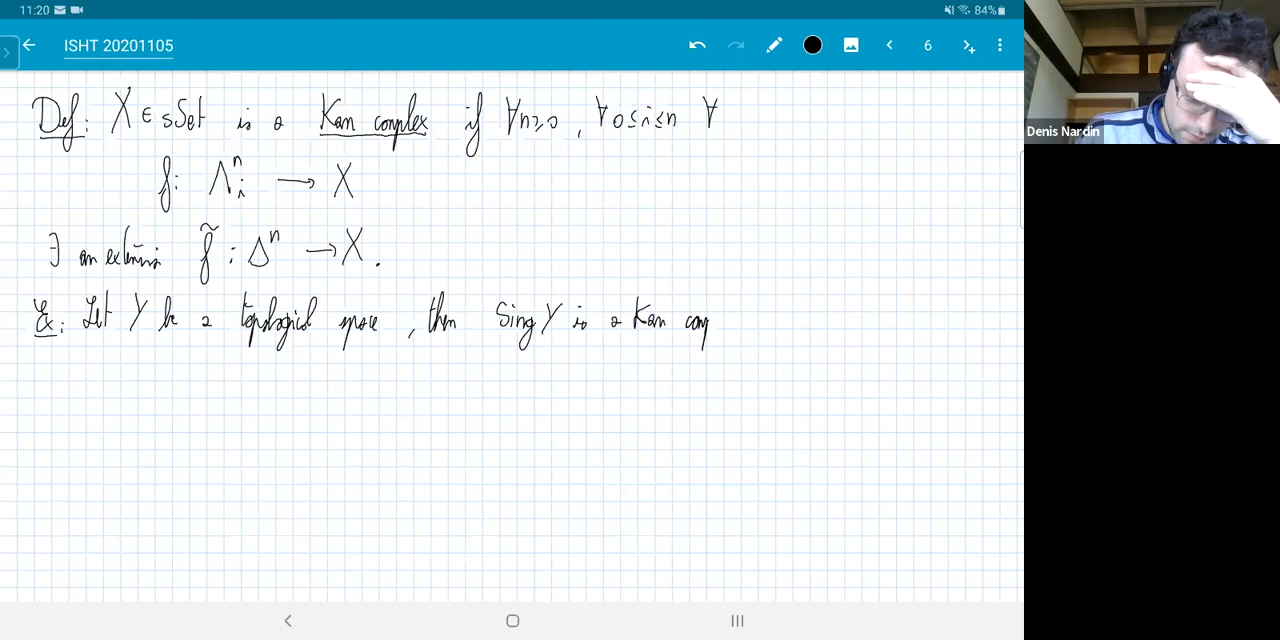 11:20 84%
ISHT 20201105 6
Denis Nardin
Def: X ∈ sSet is a Kan complex if ∀n≥0, ∀0≤i≤n ∀
f: Λⁿᵢ → X
∃ an extension f̃ : Δⁿ → X.
Ex: Let Y be a topological space, then Sing Y is a Kan comp